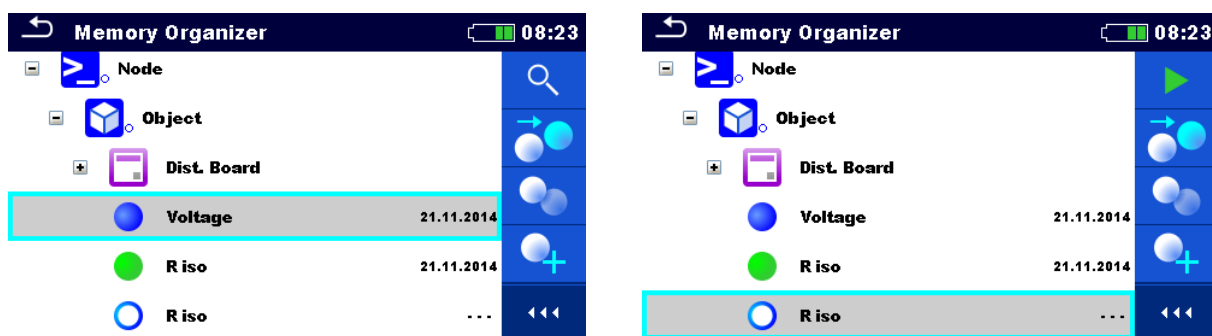 Memory Organizer 08:23
Node
Object
Dist. Board
Voltage 21.11.2014
R iso 21.11.2014
R iso ---
Memory Organizer 08:23
Node
Object
Dist. Board
Voltage 21.11.2014
R iso 21.11.2014
R iso ---